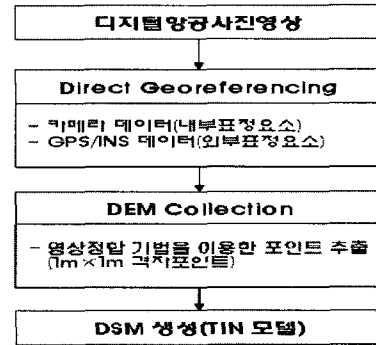 디지털항공사진영상
Direct Georeferencing
- 카메라 데이터(내부표정요소)
- GPS/INS 데이터(외부표정요소)
DEM Collection
- 영상정합 기법을 이용한 포인트 추출
(1m×1m 격자포인트)
DSM 생성(TIN 모델)